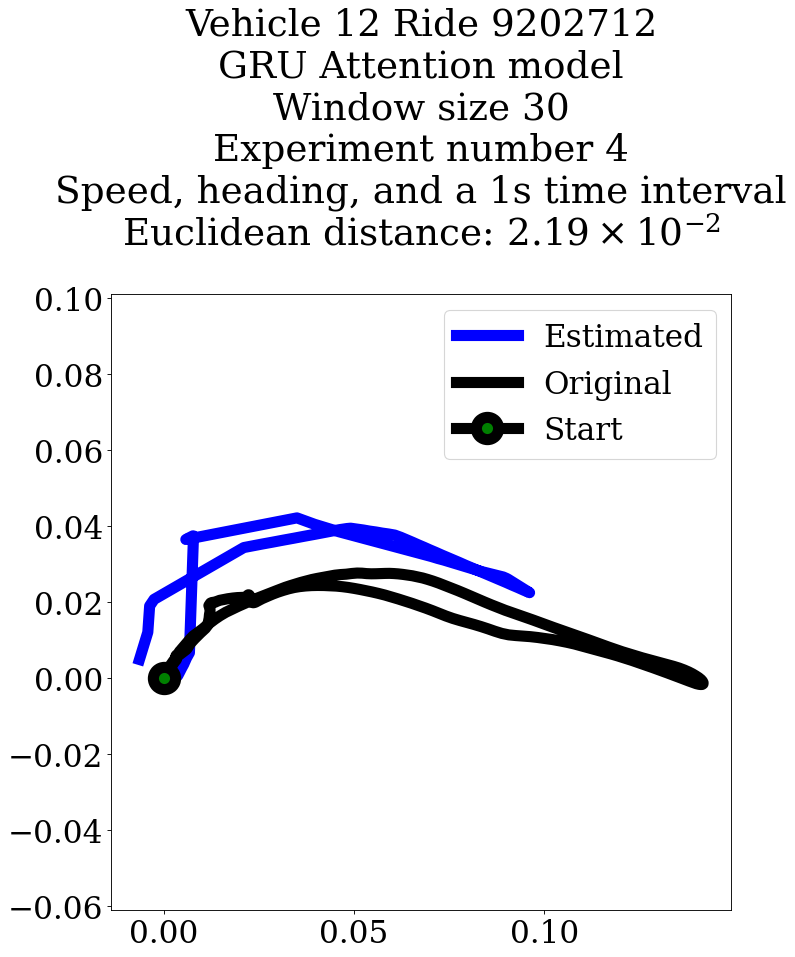 Vehicle 12 Ride 9202712
GRU Attention model
Window size 30
Experiment number 4
Speed, heading, and a 1s time interval
Euclidean distance: 2.19 × 10⁻²
0.10
0.08
0.06
0.04
0.02
0.00
−0.02
−0.04
−0.06
Estimated
Original
Start
0.00 0.05 0.10